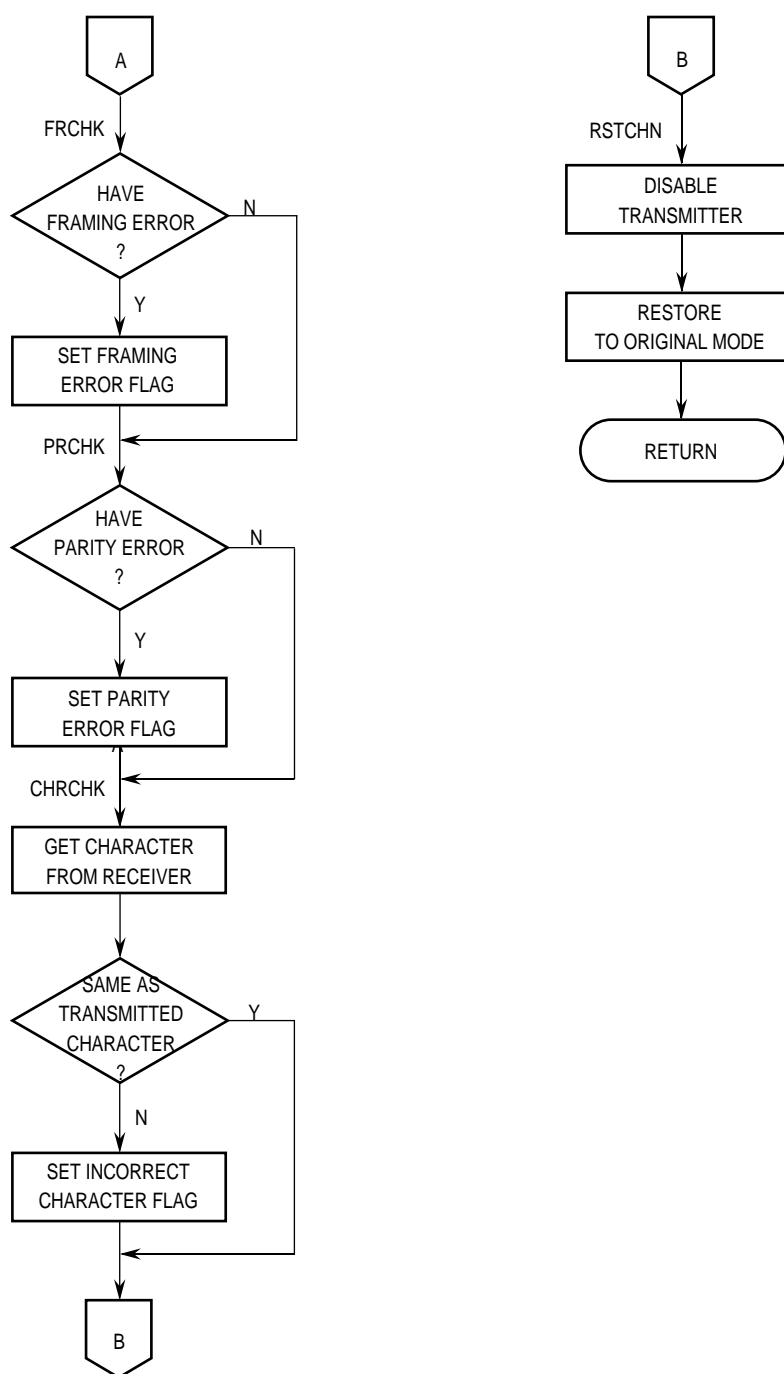 A
FRCHK
HAVE
FRAMING ERROR
?
N
Y
SET FRAMING
ERROR FLAG
PRCHK
HAVE
PARITY ERROR
?
N
Y
SET PARITY
ERROR FLAG
CHRCHK
GET CHARACTER
FROM RECEIVER
SAME AS
TRANSMITTED
CHARACTER
?
Y
N
SET INCORRECT
CHARACTER FLAG
B
B
RSTCHN
DISABLE
TRANSMITTER
RESTORE
TO ORIGINAL MODE
RETURN